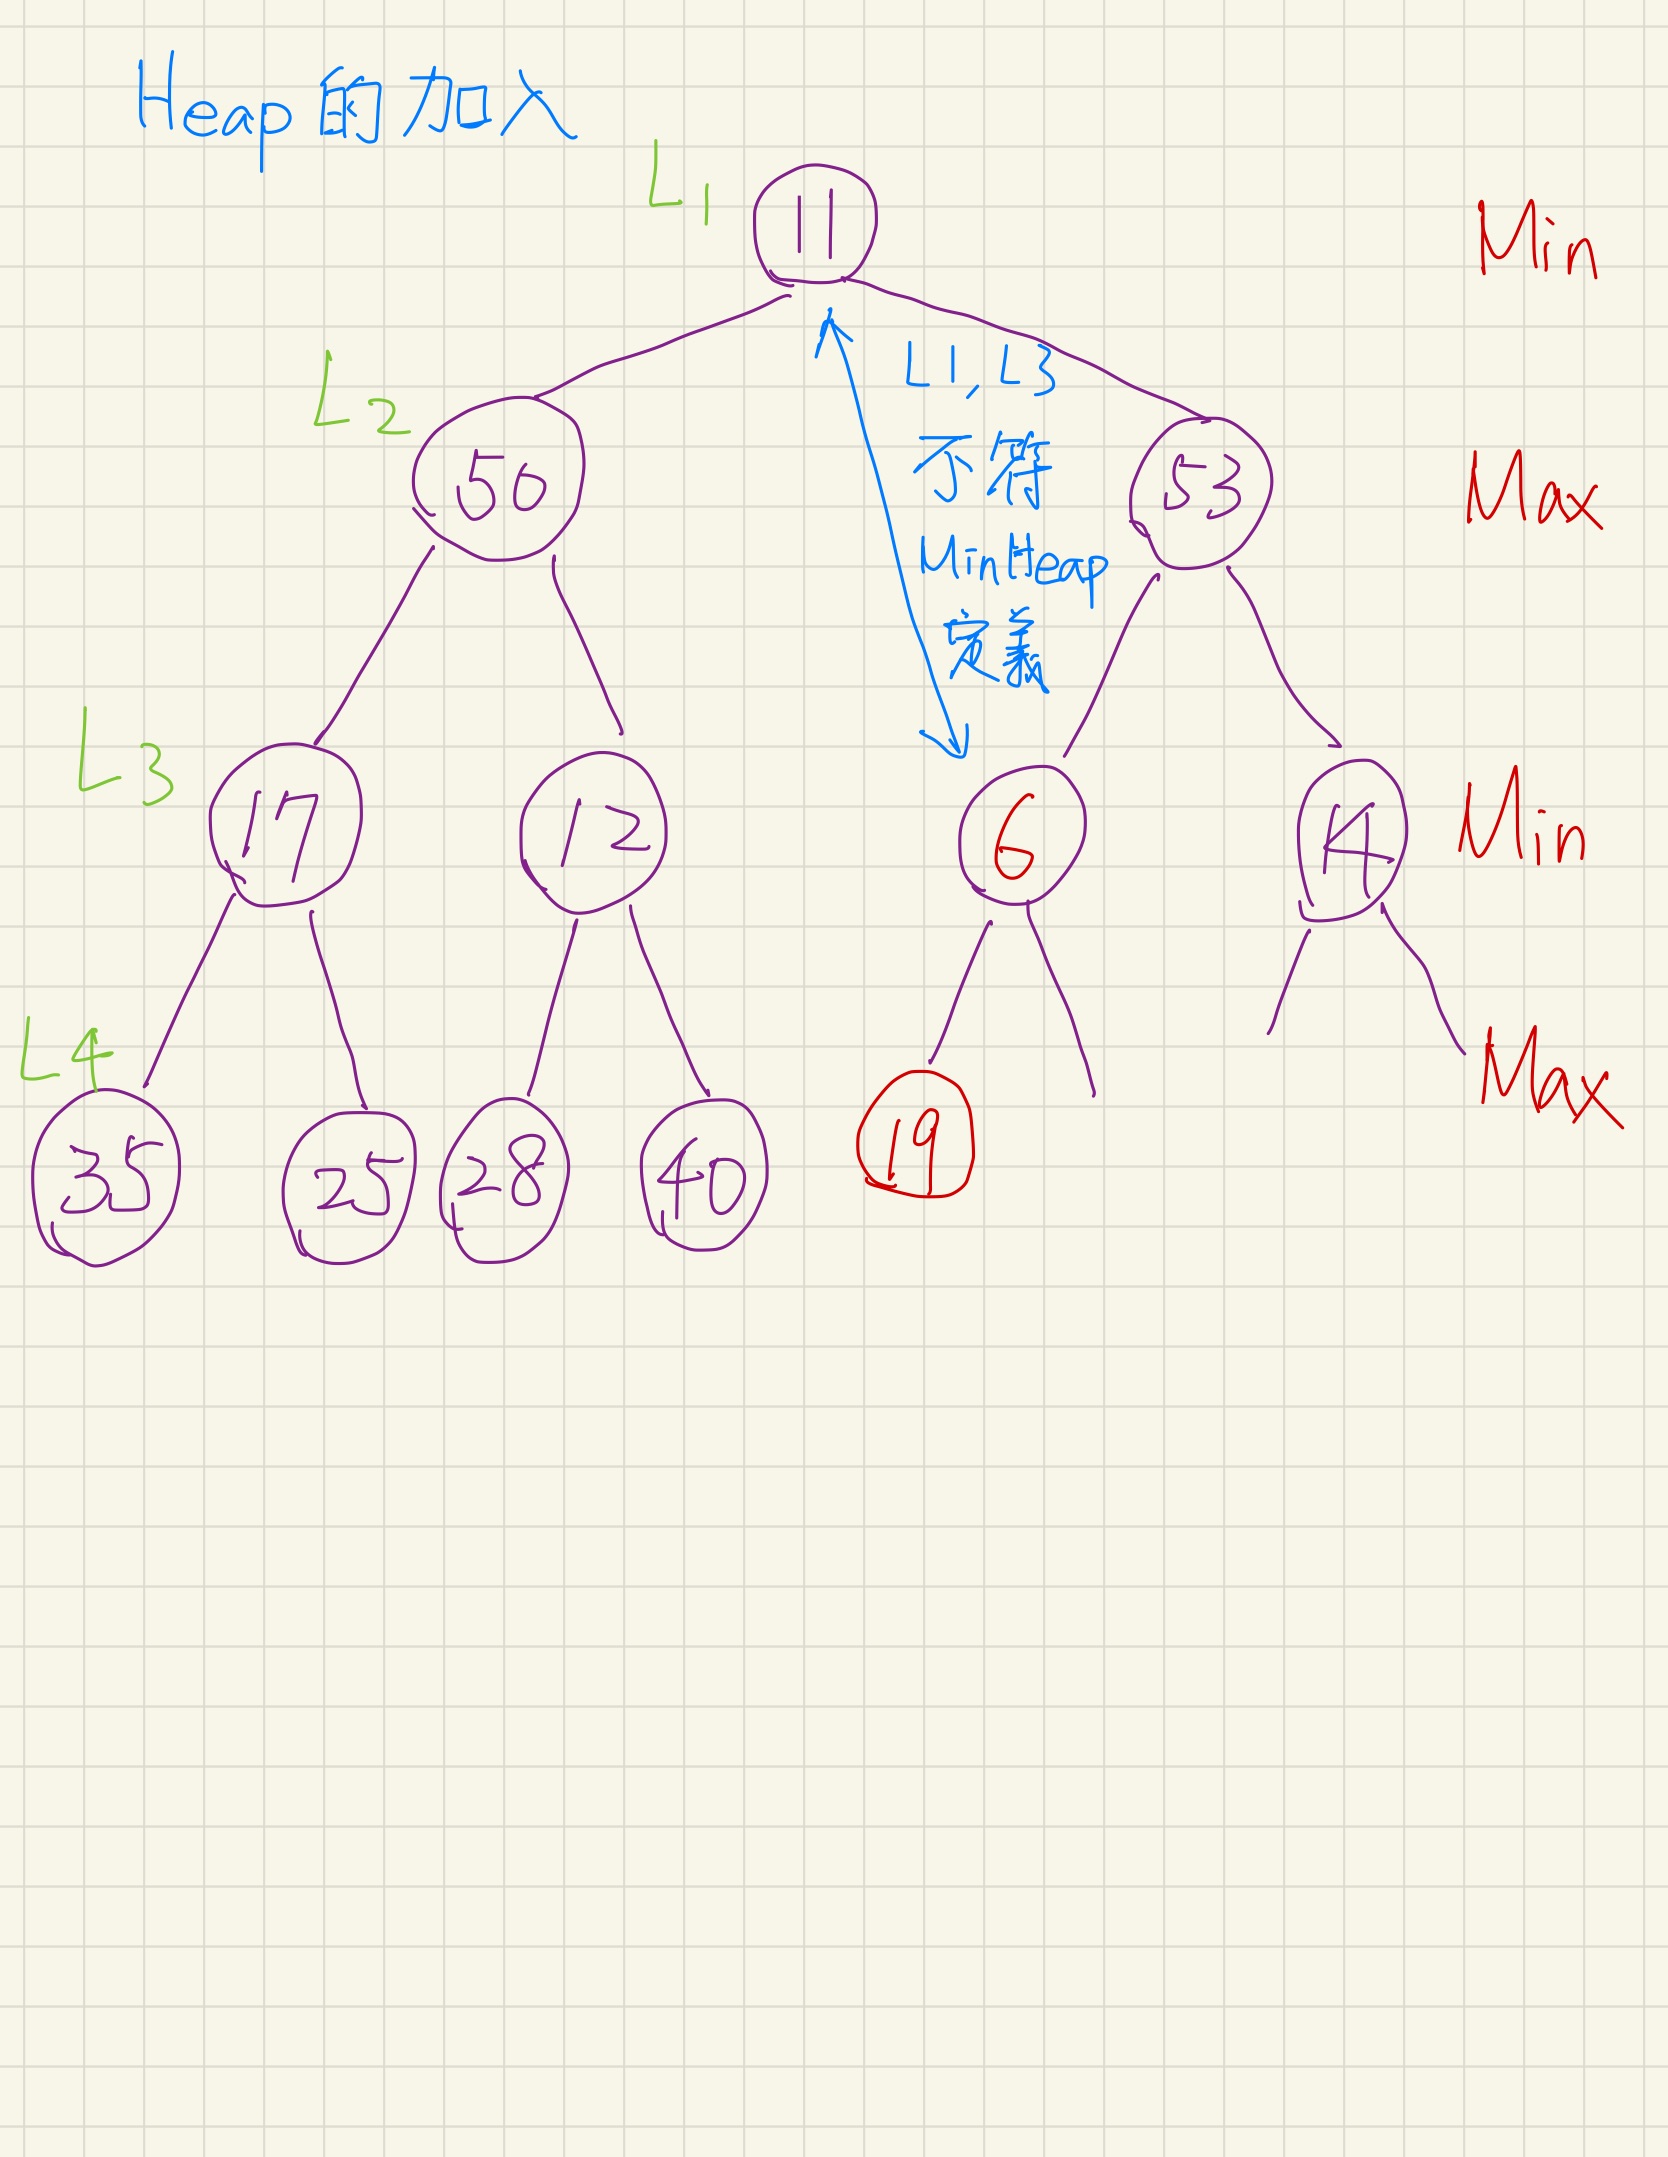 Heap的加入
L1
11
Min
L2
50
53
Max
L1, L3
不符
MinHeap
定義
L3
17
12
6
14
Min
L4
35
25
28
40
19
Max